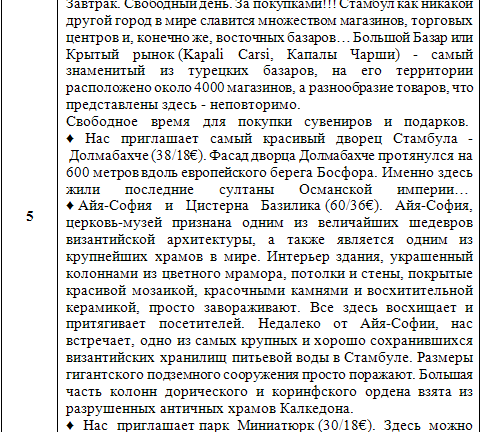 Завтрак. Свободный день. За покупками!!! Стамбул как никакой
другой город в мире славится множеством магазинов, торговых
центров и, конечно же, восточных базаров… Большой Базар или
Крытый рынок (Kapali Carsi, Капалы Чарши) - самый
знаменитый из турецких базаров, на его территории
расположено около 4000 магазинов, а разнообразие товаров, что
представлены здесь - неповторимо.
Свободное время для покупки сувениров и подарков.
♦ Нас приглашает самый красивый дворец Стамбула -
Долмабахче (38/18€). Фасад дворца Долмабахче протянулся на
600 метров вдоль европейского берега Босфора. Именно здесь
жили последние султаны Османской империи…
5
♦ Айя-София и Цистерна Базилика (60/36€). Айя-София,
церковь-музей признана одним из величайших шедевров
византийской архитектуры, а также является одним из
крупнейших храмов в мире. Интерьер здания, украшенный
колоннами из цветного мрамора, потолки и стены, покрытые
красивой мозаикой, красочными камнями и восхитительной
керамикой, просто завораживают. Все здесь восхищает и
притягивает посетителей. Недалеко от Айя-Софии, нас
встречает, одно из самых крупных и хорошо сохранившихся
византийских хранилищ питьевой воды в Стамбуле. Размеры
гигантского подземного сооружения просто поражают. Большая
часть колонн дорического и коринфского ордена взята из
разрушенных античных храмов Калкедона.
♦ Нас приглашает парк Миниатюрк (30/18€). Здесь можно